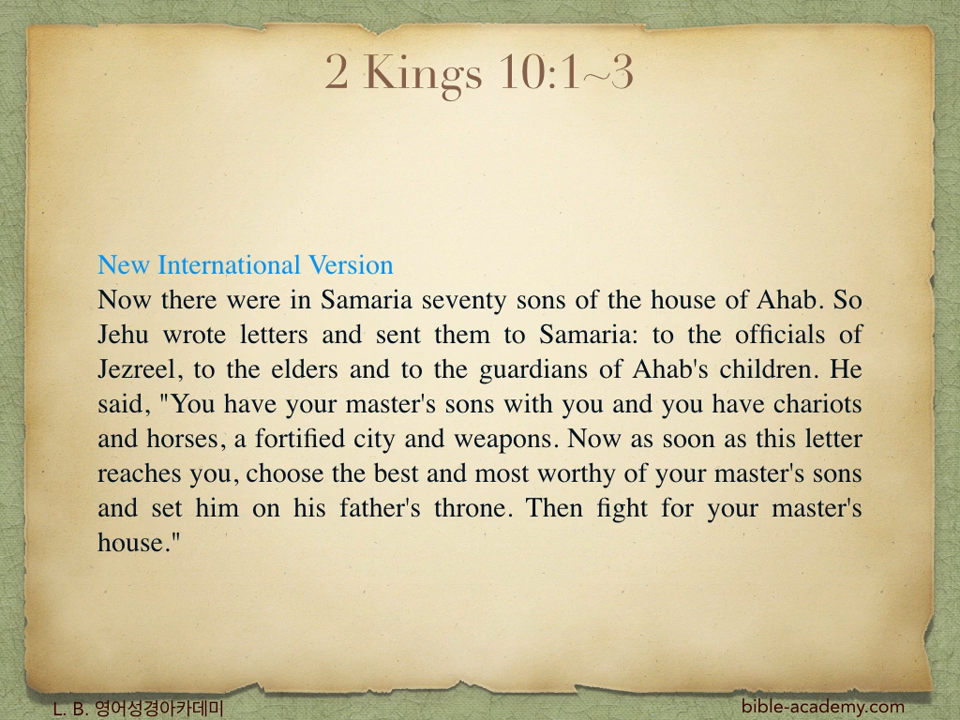 2 Kings 10:1~3
New International Version
Now there were in Samaria seventy sons of the house of Ahab. So
Jehu wrote letters and sent them to Samaria: to the officials of
Jezreel, to the elders and to the guardians of Ahab's children. He
said, "You have your master's sons with you and you have chariots
and horses, a fortified city and weapons. Now as soon as this letter
reaches you, choose the best and most worthy of your master's sons
and set him on his father's throne. Then fight for your master's
house."
L. B. 영어성경아카데미
bible-academy.com